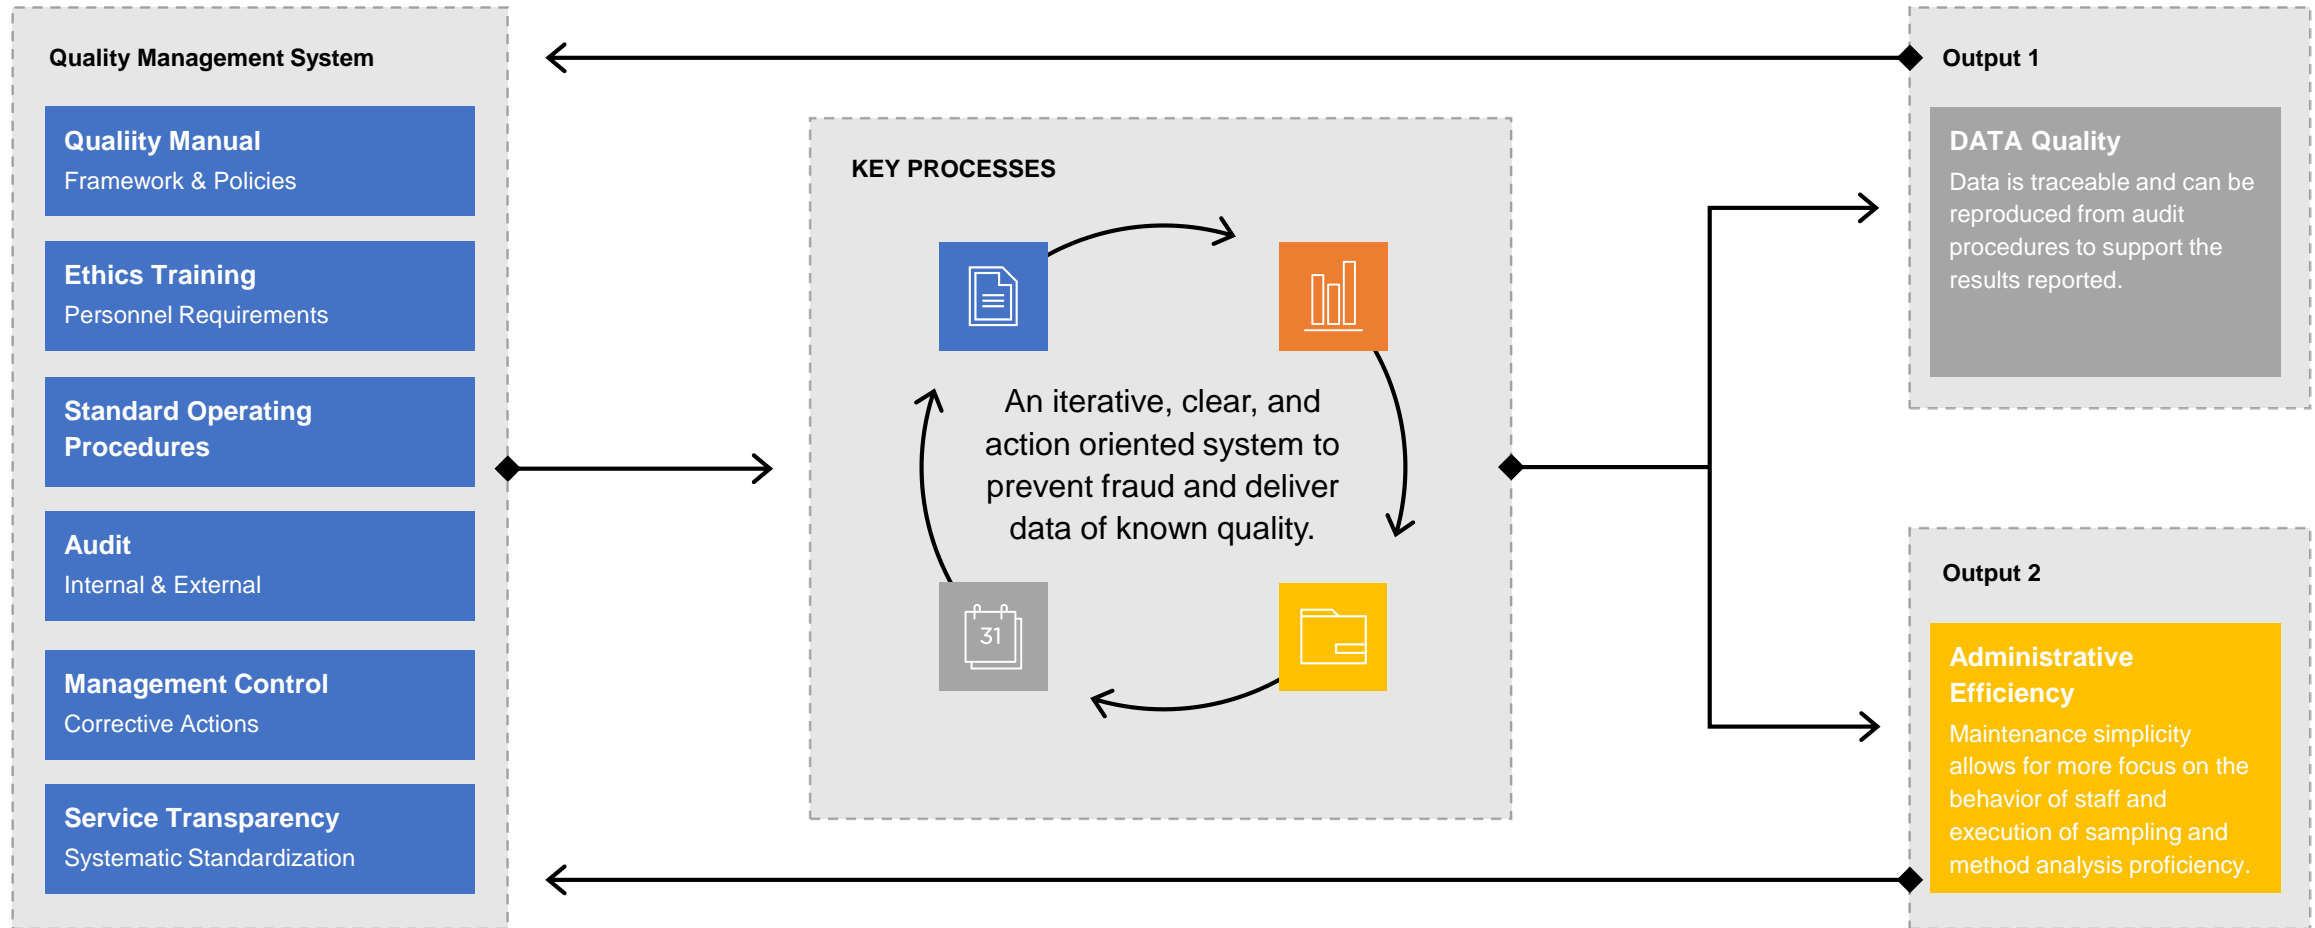 Quality Management System
Qualiity Manual
Framework & Policies
Ethics Training
Personnel Requirements
Standard Operating
Procedures
Audit
Internal & External
Management Control
Corrective Actions
Service Transparency
Systematic Standardization
KEY PROCESSES
An iterative, clear, and
action oriented system to
prevent fraud and deliver
data of known quality.
31
Output 1
DATA Quality
Data is traceable and can be
reproduced from audit
procedures to support the
results reported.
Output 2
Administrative
Efficiency
Maintenance simplicity
allows for more focus on the
behavior of staff and
execution of sampling and
method analysis proficiency.